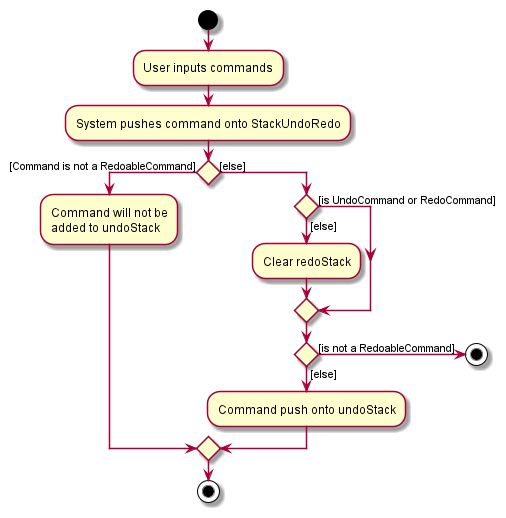 User inputs commands
System pushes command onto StackUndoRedo
[Command is not a RedoableCommand]
[else]
Command will not be
added to undoStack
[is UndoCommand or RedoCommand]
[else]
Clear redoStack
[is not a RedoableCommand]
[else]
Command push onto undoStack